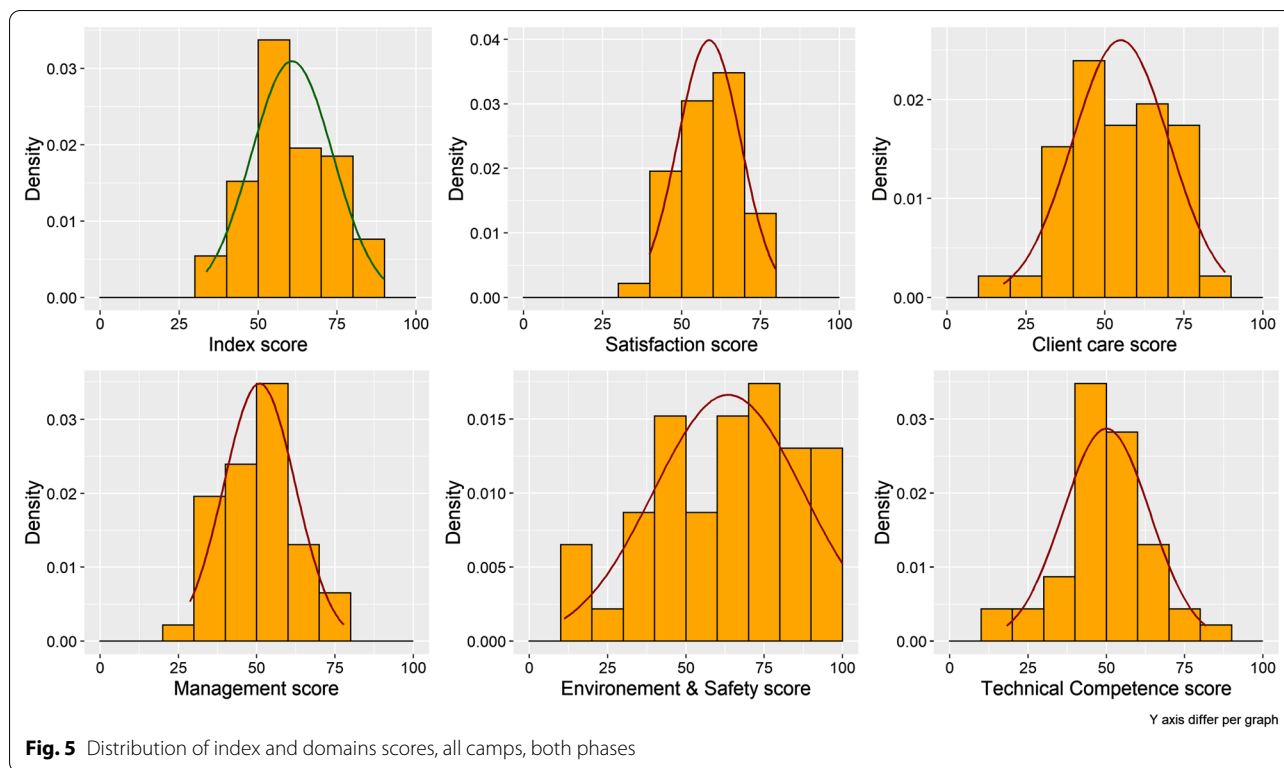 Density
0.03
0.02
0.01
0.00
0 25 50 75 100
Index score
Density
0.04
0.03
0.02
0.01
0.00
0 25 50 75 100
Satisfaction score
Density
0.02
0.01
0.00
0 25 50 75 100
Client care score
Density
0.03
0.02
0.01
0.00
0 25 50 75 100
Management score
Density
0.015
0.010
0.005
0.000
0 25 50 75 100
Environement & Safety score
Density
0.03
0.02
0.01
0.00
0 25 50 75 100
Technical Competence score
Y axis differ per graph
Fig. 5 Distribution of index and domains scores, all camps, both phases